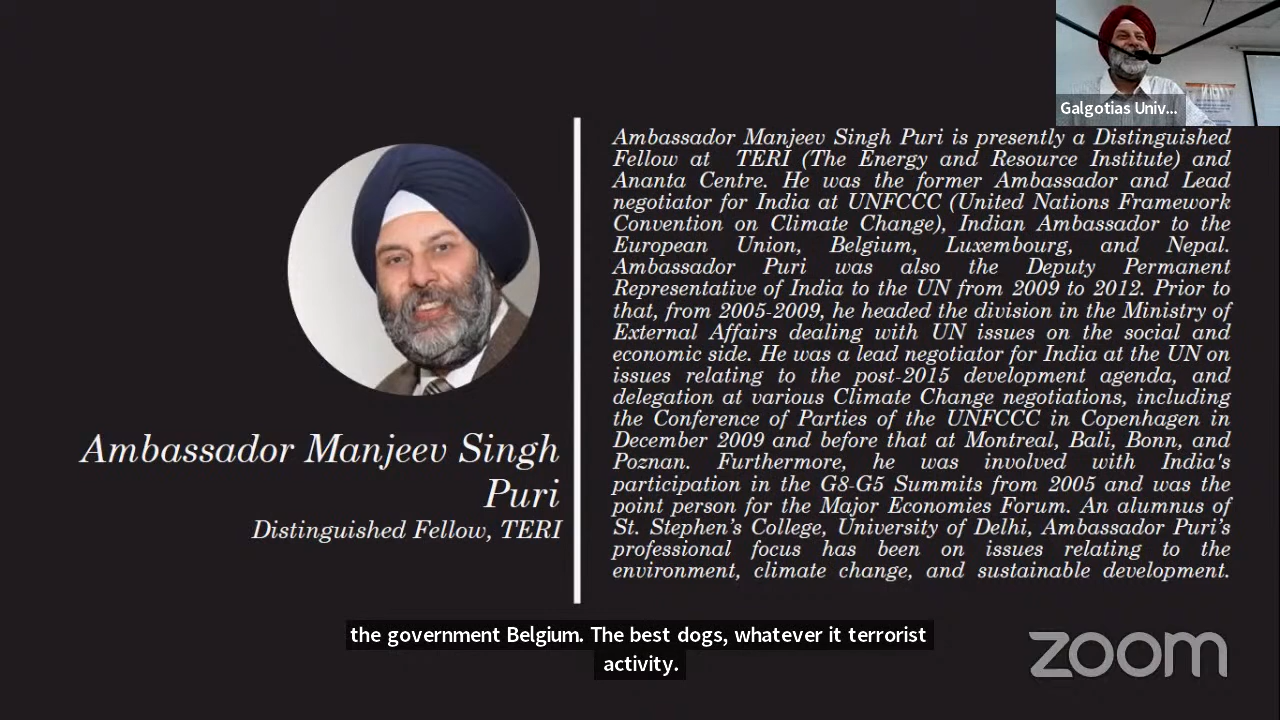 Galgotias Univ...
Ambassador Manjeev Singh Puri is presently a Distinguished
Fellow at TERI (The Energy and Resource Institute) and
Ananta Centre. He was the former Ambassador and Lead
negotiator for India at UNFCCC (United Nations Framework
Convention on Climate Change), Indian Ambassador to the
European Union, Belgium, Luxembourg, and Nepal.
Ambassador Puri was also the Deputy Permanent
Representative of India to the UN from 2009 to 2012. Prior to
that, from 2005-2009, he headed the division in the Ministry of
External Affairs dealing with UN issues on the social and
economic side. He was a lead negotiator for India at the UN on
issues relating to the post-2015 development agenda, and
delegation at various Climate Change negotiations, including
the Conference of Parties of the UNFCCC in Copenhagen in
December 2009 and before that at Montreal, Bali, Bonn, and
Poznan. Furthermore, he was involved with India's
participation in the G8-G5 Summits from 2005 and was the
point person for the Major Economies Forum. An alumnus of
St. Stephen's College, University of Delhi, Ambassador Puri's
professional focus has been on issues relating to the
environment, climate change, and sustainable development.
Ambassador Manjeev Singh
Puri
Distinguished Fellow, TERI
the government Belgium. The best dogs, whatever it terrorist
activity.
zoom